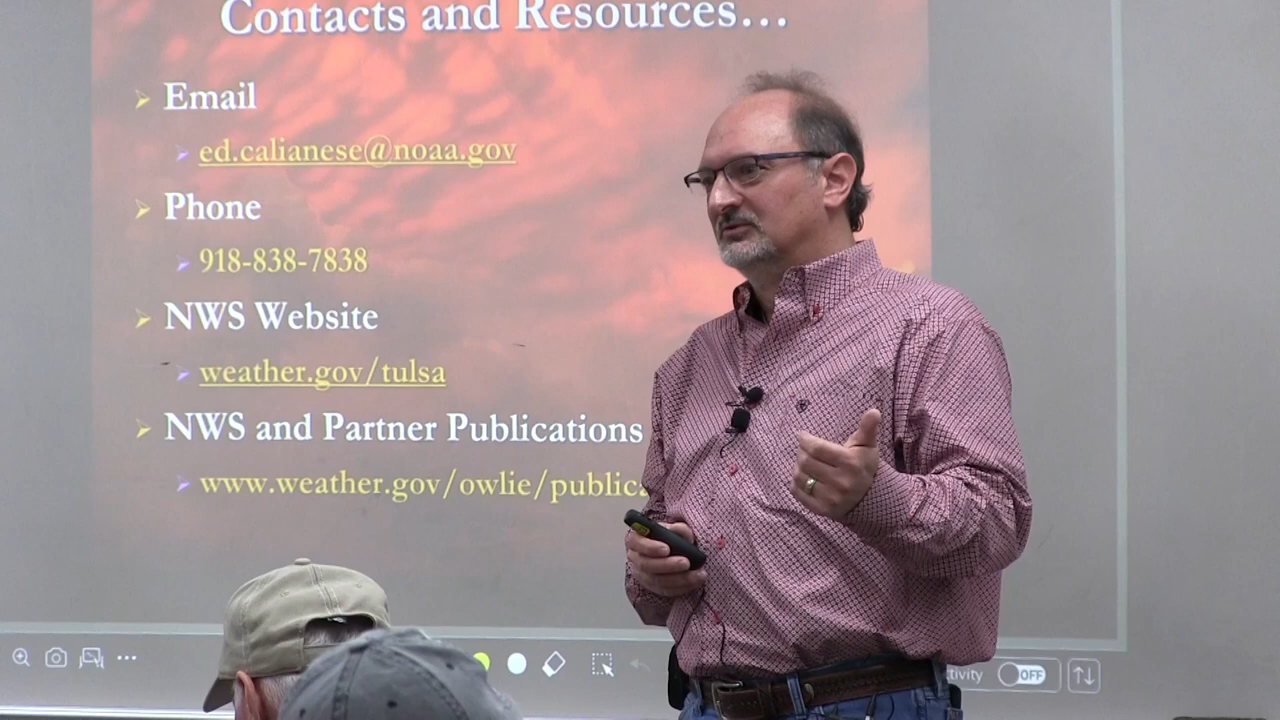 Contacts and Resources...
Email
ed.calianese@noaa.gov
Phone
918-838-7838
NWS Website
weather.gov/tulsa
NWS and Partner Publications
www.weather.gov/owlie/publica
OFF